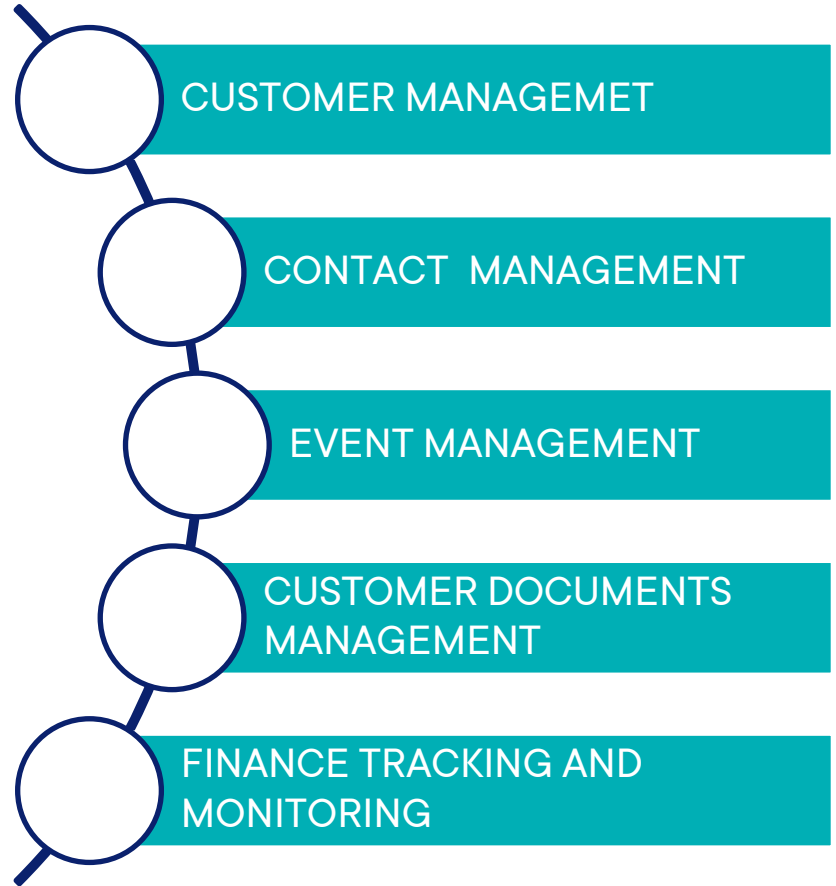 CUSTOMER MANAGEMET
CONTACT  MANAGEMENT
EVENT MANAGEMENT
CUSTOMER DOCUMENTS
MANAGEMENT
FINANCE TRACKING AND
MONITORING